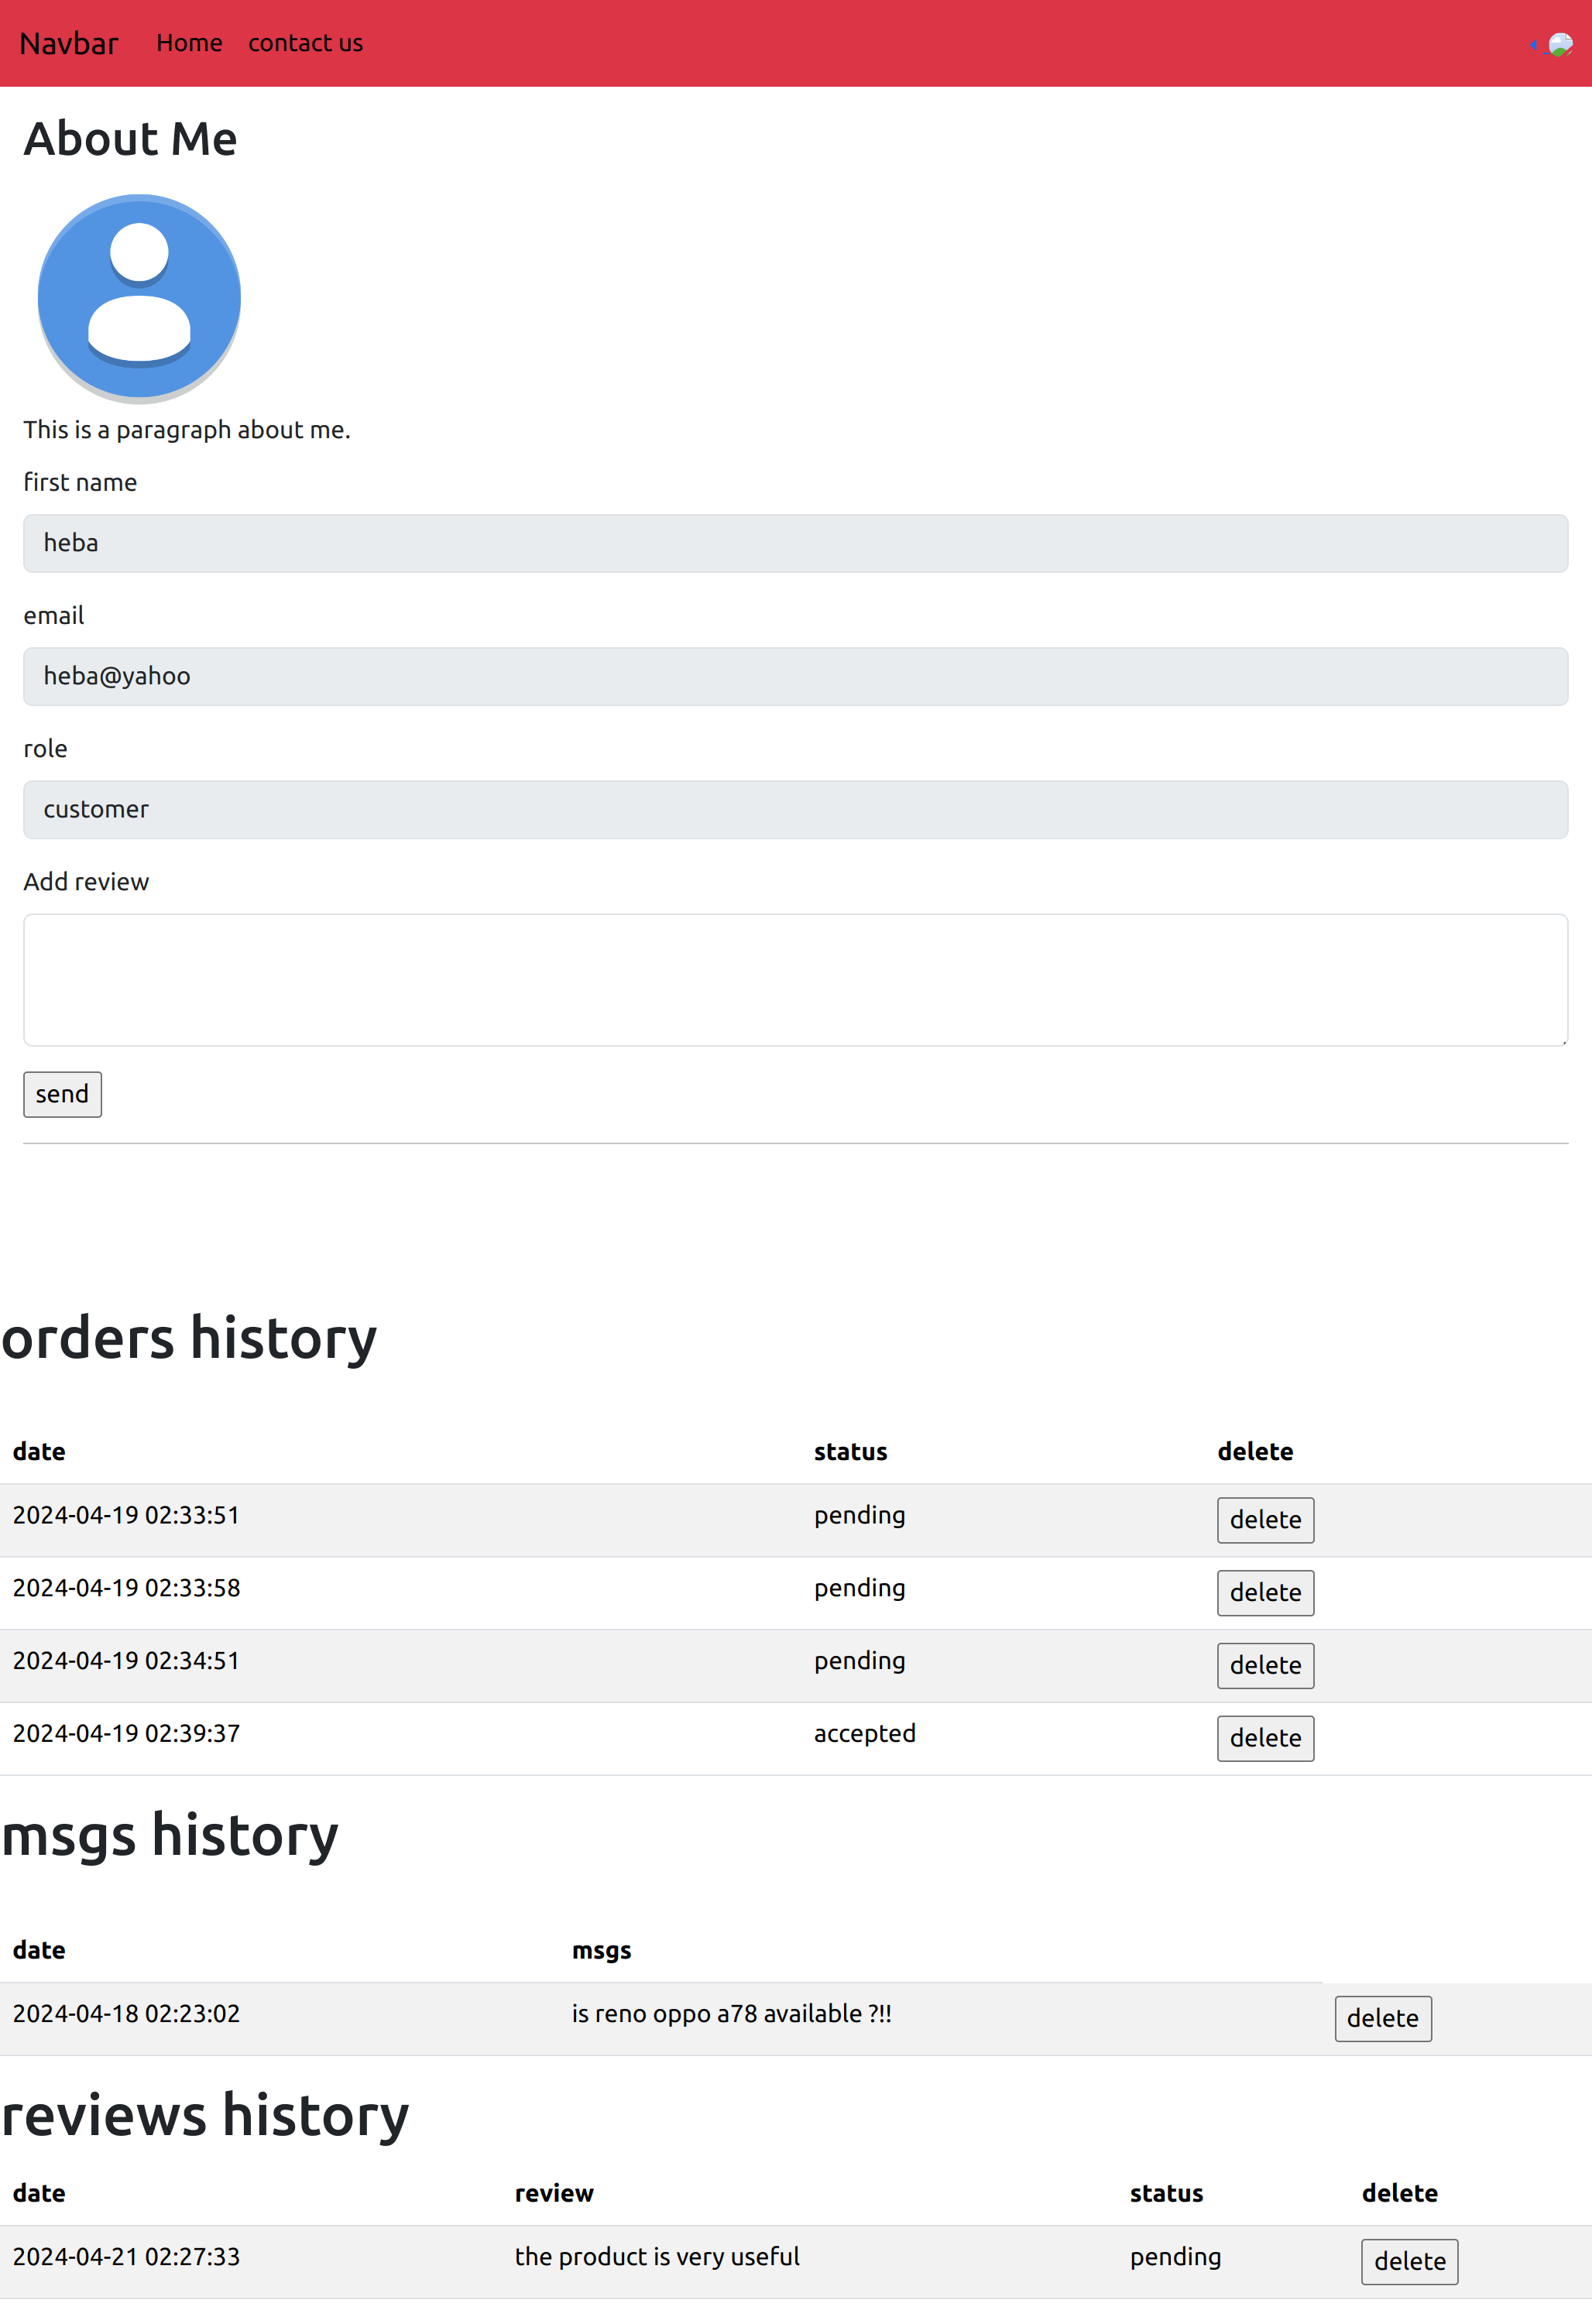 Navbar Home contact us
About Me
This is a paragraph about me.
first name
heba
email
heba@yahoo
role
customer
Add review
send
orders history
date status delete
2024-04-19 02:33:51 pending delete
2024-04-19 02:33:58 pending delete
2024-04-19 02:34:51 pending delete
2024-04-19 02:39:37 accepted delete
msgs history
date msgs
2024-04-18 02:23:02 is reno oppo a78 available ?!! delete
reviews history
date review status delete
2024-04-21 02:27:33 the product is very useful pending delete